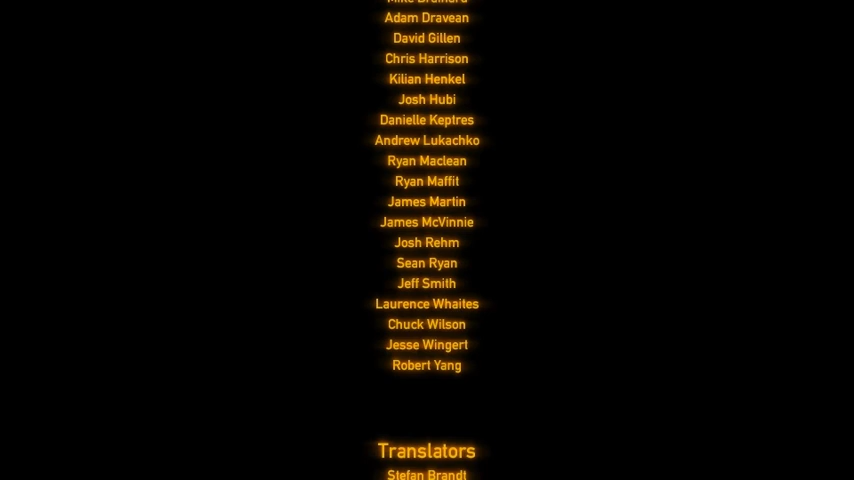 Mike Brainard
Adam Dravean
David Gillen
Chris Harrison
Kilian Henkel
Josh Hubi
Danielle Keptres
Andrew Lukachko
Ryan Maclean
Ryan Maffit
James Martin
James McVinnie
Josh Rehm
Sean Ryan
Jeff Smith
Laurence Whaites
Chuck Wilson
Jesse Wingert
Robert Yang
Translators
Stefan Brandt